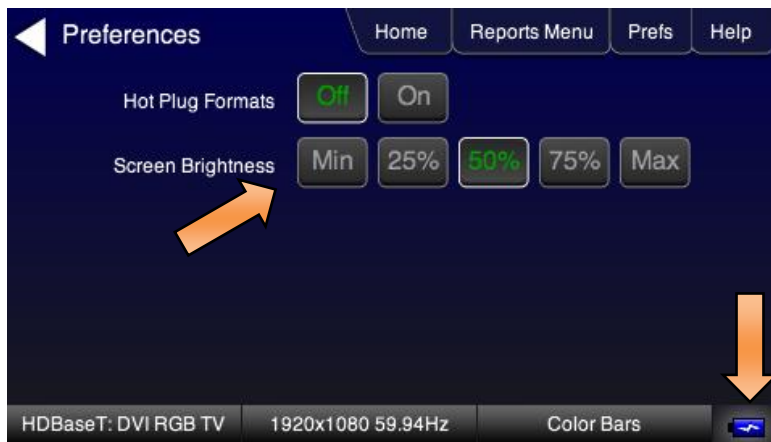 Preferences Home Reports Menu Prefs Help
Hot Plug Formats Off On
Screen Brightness Min 25% 50% 75% Max
HDBaseT: DVI RGB TV 1920x1080 59.94Hz Color Bars